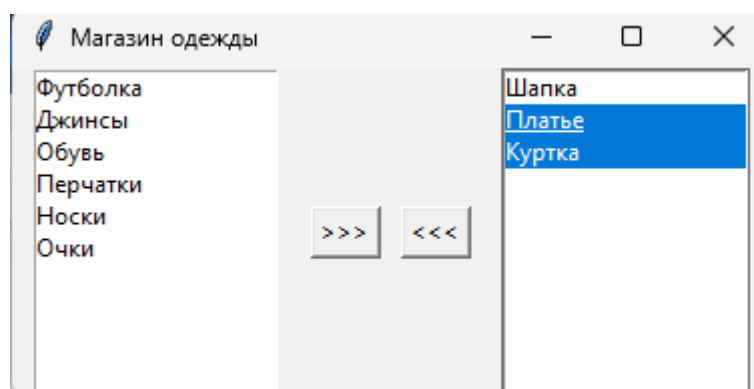 Магазин одежды
Футболка
Джинсы
Обувь
Перчатки
Носки
Очки
>>> <<<
Шапка
Платье
Куртка